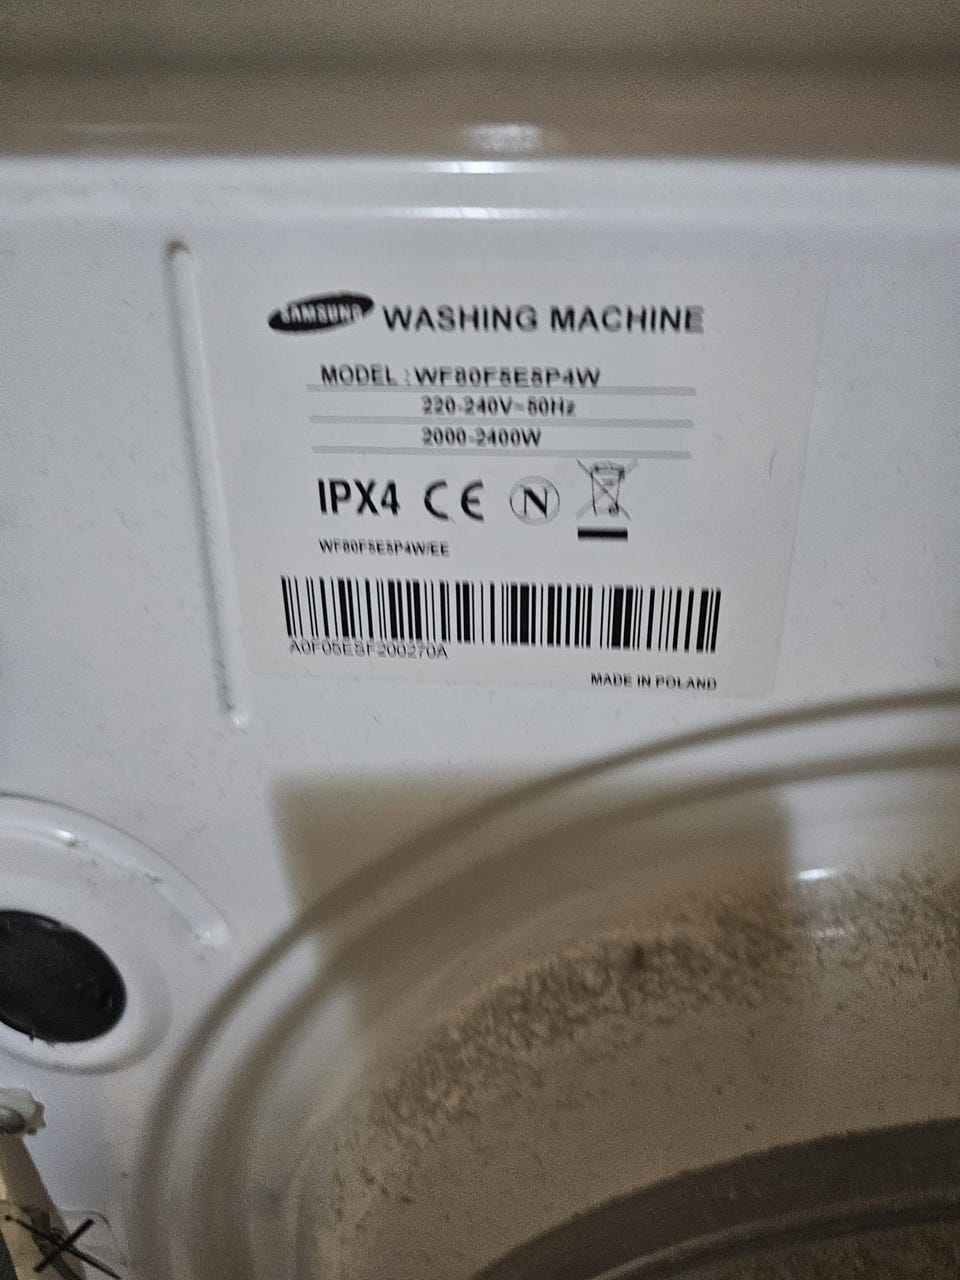 SAMSUNG WASHING MACHINE
MODEL : WF80F5E5P4W
220-240V~50Hz
2000-2400W
IPX4 CE N
WF80F5E5P4W/EE
A0F05ESF200270A
MADE IN POLAND